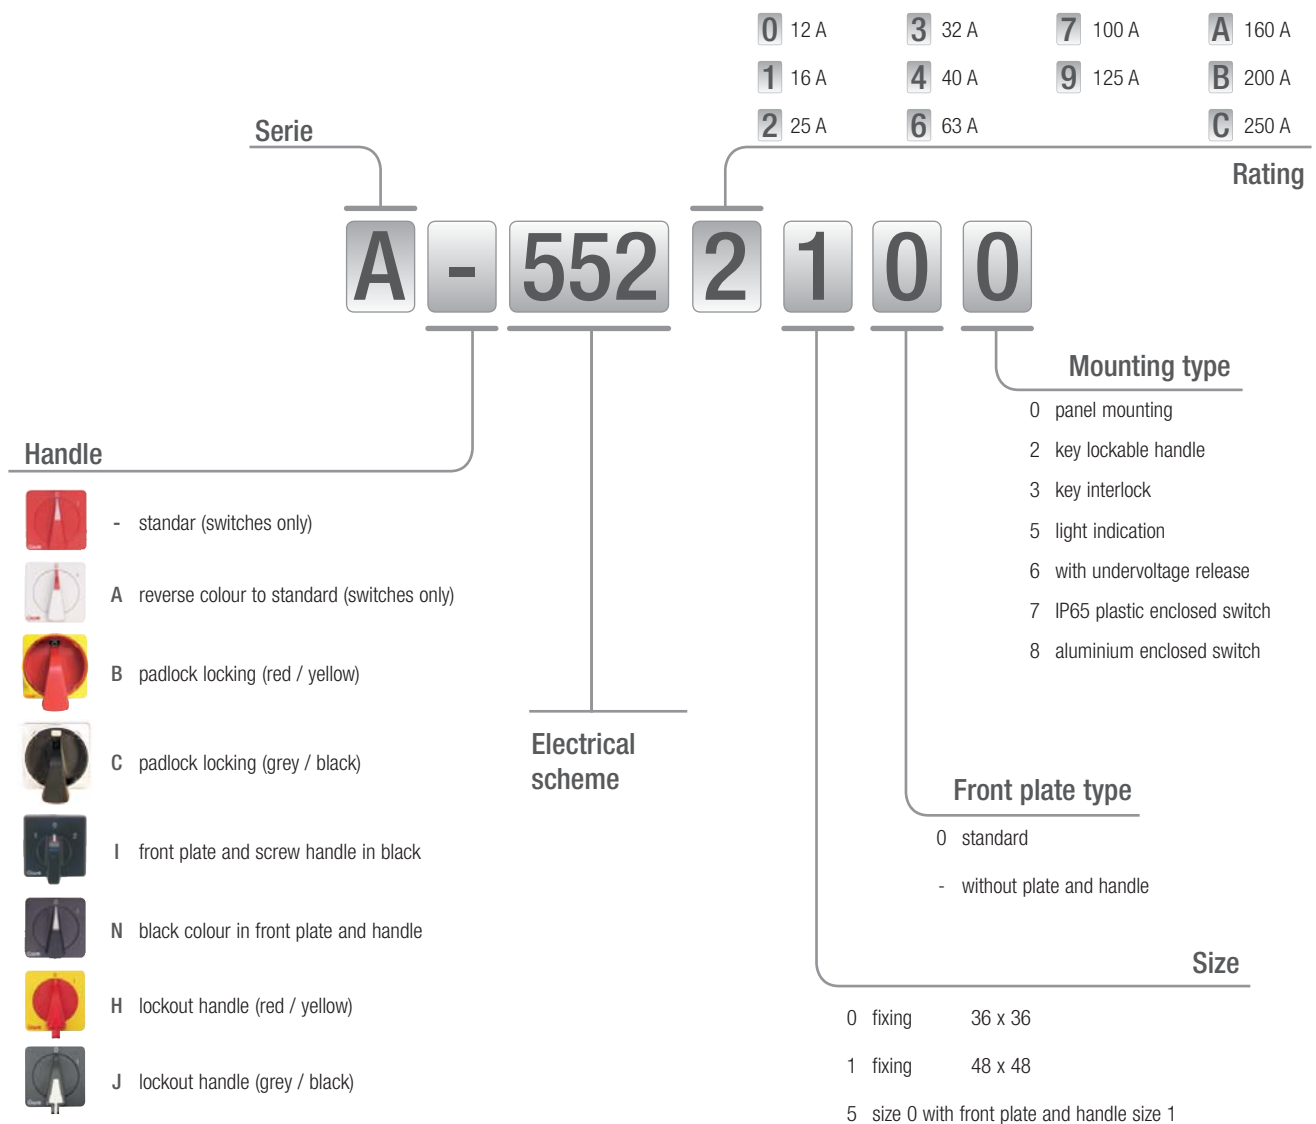 0 12 A 3 32 A 7 100 A A 160 A
1 16 A 4 40 A 9 125 A B 200 A
2 25 A 6 63 A C 250 A
Serie
Rating
A - 552 2 1 0 0
Mounting type
0 panel mounting
2 key lockable handle
3 key interlock
5 light indication
6 with undervoltage release
7 IP65 plastic enclosed switch
8 aluminium enclosed switch
Handle
- standar (switches only)
A reverse colour to standard (switches only)
B padlock locking (red / yellow)
C padlock locking (grey / black)
I front plate and screw handle in black
N black colour in front plate and handle
H lockout handle (red / yellow)
J lockout handle (grey / black)
Electrical
scheme
Front plate type
0 standard
- without plate and handle
Size
0 fixing 36 x 36
1 fixing 48 x 48
5 size 0 with front plate and handle size 1